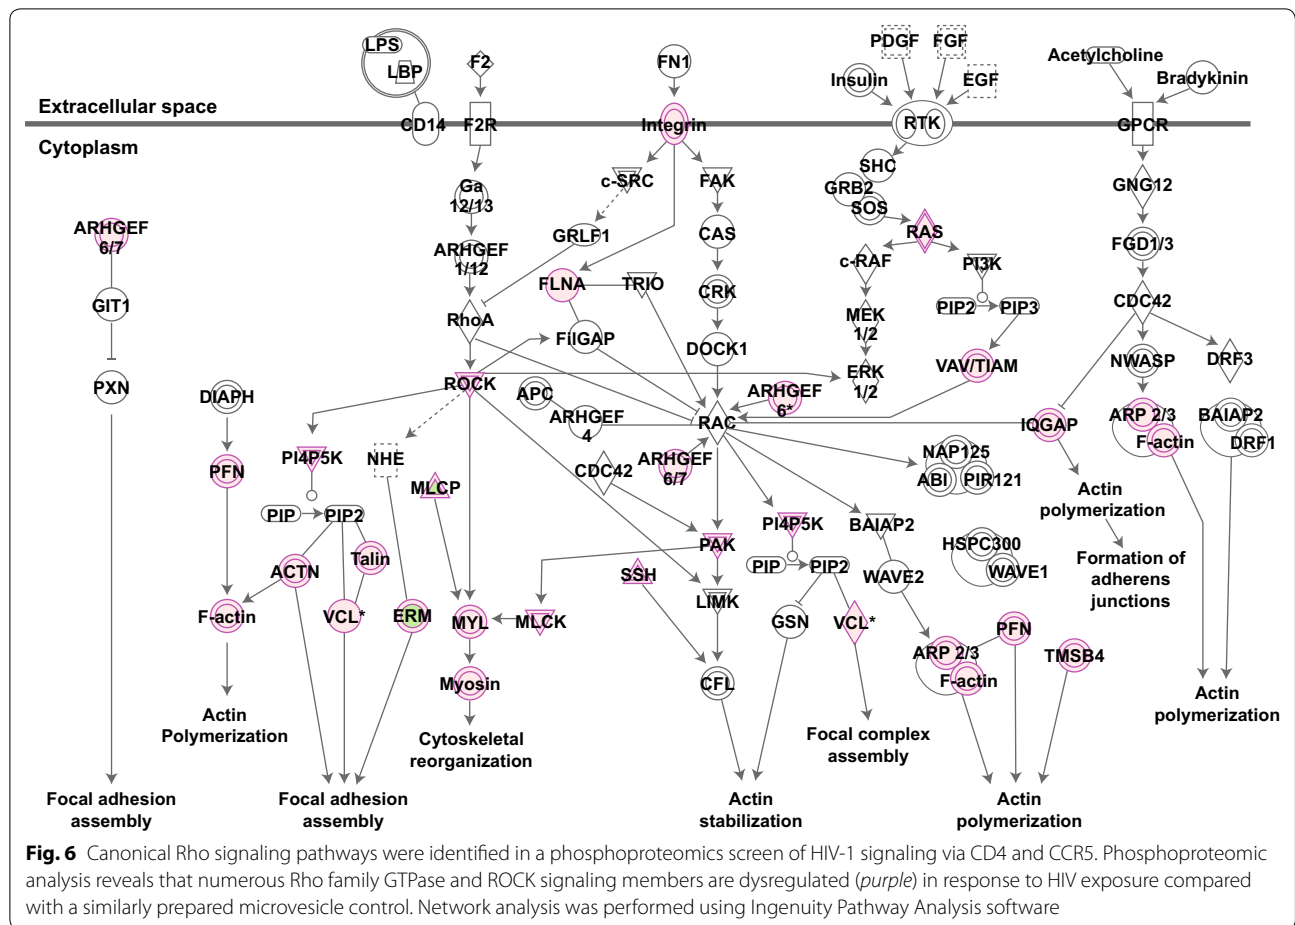 LPS
LBP
CD14
F2
F2R
FN1
Integrin
PDGF
FGF
Insulin
EGF
RTK
Acetylcholine
Bradykinin
GPCR
Extracellular space
Cytoplasm
ARHGEF
6/7
GIT1
PXN
Ga
12/13
ARHGEF
1/12
RhoA
ROCK
c-SRC
GRLF1
FLNA
TRIO
FilGAP
FAK
CAS
CRK
DOCK1
SHC
GRB2
SOS
RAS
c-RAF
MEK
1/2
ERK
1/2
PI3K
PIP2
PIP3
VAV/TIAM
GNG12
FGD1/3
CDC42
NWASP
DRF3
DIAPH
PFN
PI4P5K
NHE
MLCP
PIP
PIP2
ACTN
Talin
F-actin
VCL*
ERM
MYL
MLCK
Myosin
APC
ARHGEF
4
RAC
ARHGEF
6*
CDC42
ARHGEF
6/7
PAK
SSH
LIMK
CFL
PI4P5K
PIP
PIP2
GSN
VCL*
BAIAP2
WAVE2
NAP125
ABI
PIR121
HSPC300
WAVE1
IQGAP
ARP 2/3
F-actin
BAIAP2
DRF1
Actin
polymerization
Formation of
adherens
junctions
ARP 2/3
F-actin
PFN
TMSB4
Actin
Polymerization
Cytoskeletal
reorganization
Focal complex
assembly
Actin
polymerization
Focal adhesion
assembly
Focal adhesion
assembly
Actin
stabilization
Actin
polymerization
Fig. 6 Canonical Rho signaling pathways were identified in a phosphoproteomics screen of HIV-1 signaling via CD4 and CCR5. Phosphoproteomic
analysis reveals that numerous Rho family GTPase and ROCK signaling members are dysregulated (purple) in response to HIV exposure compared
with a similarly prepared microvesicle control. Network analysis was performed using Ingenuity Pathway Analysis software